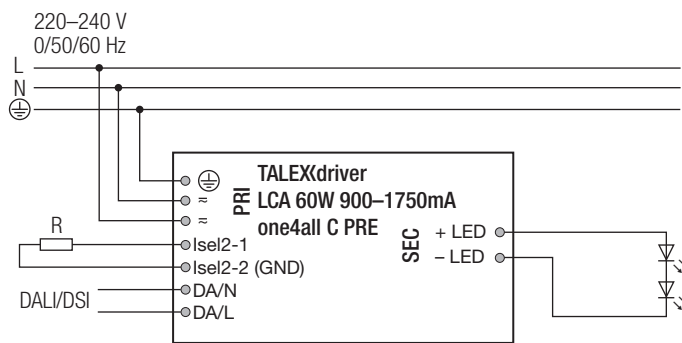 220–240 V
0/50/60 Hz
L
N
TALEXXdriver
LCA 60W 900–1750mA
one4all C PRE
PRI
≂
≂
SEC
+ LED
– LED
R
Isel2-1
Isel2-2 (GND)
DALI/DSI
DA/N
DA/L